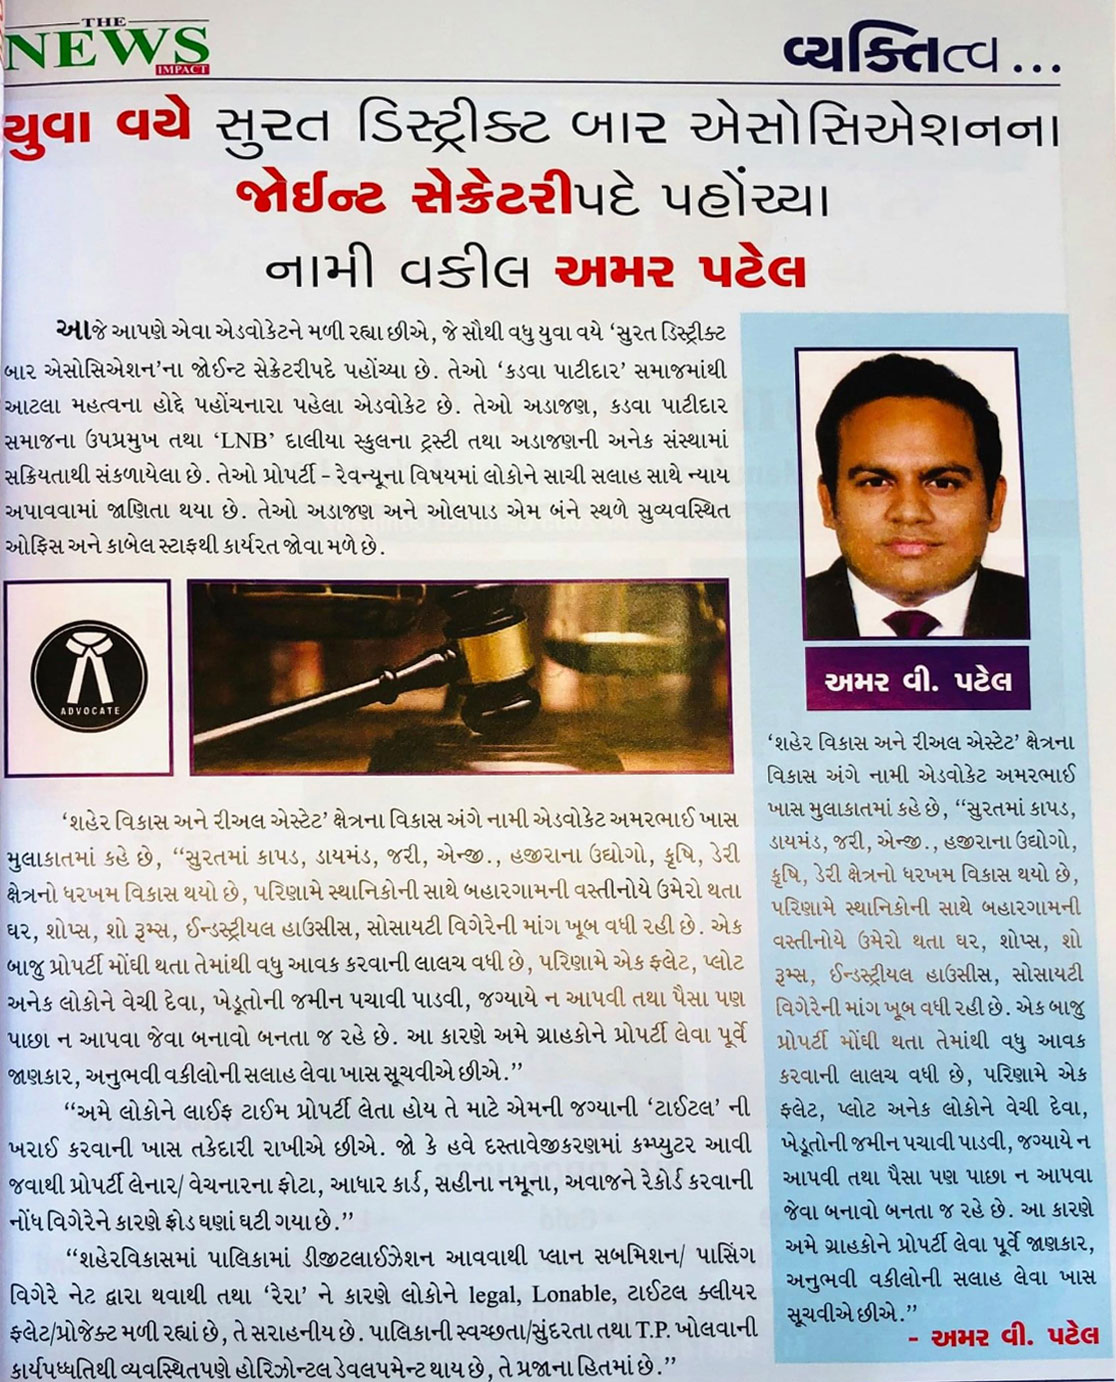 THE
NEWS
IMPACT
વ્યક્તિત્વ...
યુવા વયે સુરત ડિસ્ટ્રીક્ટ બાર એસોસિએશનના
જોઈન્ટ સેક્રેટરીપદે પહોંચ્યા
નામી વકીલ અમર પટેલ
આજે આપણે એવા એડવોકેટને મળી રહ્યા છીએ, જે સૌથી વધુ યુવા વયે ‘સુરત ડિસ્ટ્રીક્ટ
બાર એસોસિએશન’ના જોઈન્ટ સેક્રેટરીપદે પહોંચ્યા છે. તેઓ ‘કડવા પાટીદાર’ સમાજમાંથી
આટલા મહત્વના હોદ્દે પહોંચનારા પહેલા એડવોકેટ છે. તેઓ અડાજણ, કડવા પાટીદાર
સમાજના ઉપપ્રમુખ તથા ‘LNB’ દાલીયા સ્કુલના ટ્રસ્ટી તથા અડાજણની અનેક સંસ્થામાં
સક્રિયતાથી સંકળાયેલા છે. તેઓ પ્રોપર્ટી - રેવન્યૂના વિષયમાં લોકોને સાચી સલાહ સાથે ન્યાય
અપાવવામાં જાણિતા થયા છે. તેઓ અડાજણ અને ઓલપાડ એમ બંને સ્થળે સુવ્યવસ્થિત
ઓફિસ અને કાબેલ સ્ટાફથી કાર્યરત જોવા મળે છે.
ADVOCATE
‘શહેર વિકાસ અને રીઅલ એસ્ટેટ’ ક્ષેત્રના વિકાસ અંગે નામી એડવોકેટ અમરભાઈ ખાસ
મુલાકાતમાં કહે છે, “સુરતમાં કાપડ, ડાયમંડ, જરી, એન્જી., હજીરાના ઉદ્યોગો, કૃષિ, ડેરી
ક્ષેત્રનો ધરખમ વિકાસ થયો છે, પરિણામે સ્થાનિકોની સાથે બહારગામની વસ્તીનોયે ઉમેરો થતા
ઘર, શોપ્સ, શો રૂમ્સ, ઈન્ડસ્ટ્રીયલ હાઉસીસ, સોસાયટી વિગેરેની માંગ ખૂબ વધી રહી છે. એક
બાજુ પ્રોપર્ટી મોંઘી થતા તેમાંથી વધુ આવક કરવાની લાલચ વધી છે, પરિણામે એક ફ્લેટ, પ્લોટ
અનેક લોકોને વેચી દેવા, ખેડૂતોની જમીન પચાવી પાડવી, જગ્યાયે ન આપવી તથા પૈસા પણ
પાછા ન આપવા જેવા બનાવો બનતા જ રહે છે. આ કારણે અમે ગ્રાહકોને પ્રોપર્ટી લેવા પૂર્વે
જાણકાર, અનુભવી વકીલોની સલાહ લેવા ખાસ સૂચવીએ છીએ.”
“અમે લોકોને લાઈફ ટાઈમ પ્રોપર્ટી લેતા હોય તે માટે એમની જગ્યાની ‘ટાઈટલ’ ની
ખરાઈ કરવાની ખાસ તકેદારી રાખીએ છીએ. જો કે હવે દસ્તાવેજીકરણમાં કમ્પ્યુટર આવી
જવાથી પ્રોપર્ટી લેનાર/ વેચનારના ફોટા, આધાર કાર્ડ, સહીના નમૂના, અવાજને રેકોર્ડ કરવાની
નોંધ વિગેરેને કારણે ફ્રોડ ઘણાં ઘટી ગયા છે.”
“શહેરવિકાસમાં પાલિકામાં ડીજીટલાઈઝેશન આવવાથી પ્લાન સબમિશન/ પાસિંગ
વિગેરે નેટ દ્વારા થવાથી તથા ‘રેરા’ ને કારણે લોકોને legal, Lonable, ટાઈટલ ક્લીયર
ફ્લેટ/પ્રોજેક્ટ મળી રહ્યાં છે, તે સરાહનીય છે. પાલિકાની સ્વચ્છતા/સુંદરતા તથા T.P. ખોલવાની
કાર્યપધ્ધતિથી વ્યવસ્થિતપણે હોરિઝોન્ટલ ડેવલપમેન્ટ થાય છે, તે પ્રજાના હિતમાં છે.”
અમર વી. પટેલ
‘શહેર વિકાસ અને રીઅલ એસ્ટેટ’ ક્ષેત્રના
વિકાસ અંગે નામી એડવોકેટ અમરભાઈ
ખાસ મુલાકાતમાં કહે છે, “સુરતમાં કાપડ,
ડાયમંડ, જરી, એન્જી., હજીરાના ઉદ્યોગો,
કૃષિ, ડેરી ક્ષેત્રનો ધરખમ વિકાસ થયો છે,
પરિણામે સ્થાનિકોની સાથે બહારગામની
વસ્તીનોયે ઉમેરો થતા ઘર, શોપ્સ, શો
રૂમ્સ, ઈન્ડસ્ટ્રીયલ હાઉસીસ, સોસાયટી
વિગેરેની માંગ ખૂબ વધી રહી છે. એક બાજુ
પ્રોપર્ટી મોંઘી થતા તેમાંથી વધુ આવક
કરવાની લાલચ વધી છે, પરિણામે એક
ફ્લેટ, પ્લોટ અનેક લોકોને વેચી દેવા,
ખેડૂતોની જમીન પચાવી પાડવી, જગ્યાયે ન
આપવી તથા પૈસા પણ પાછા ન આપવા
જેવા બનાવો બનતા જ રહે છે. આ કારણે
અમે ગ્રાહકોને પ્રોપર્ટી લેવા પૂર્વે જાણકાર,
અનુભવી વકીલોની સલાહ લેવા ખાસ
સૂચવીએ છીએ.”
- અમર વી. પટેલ